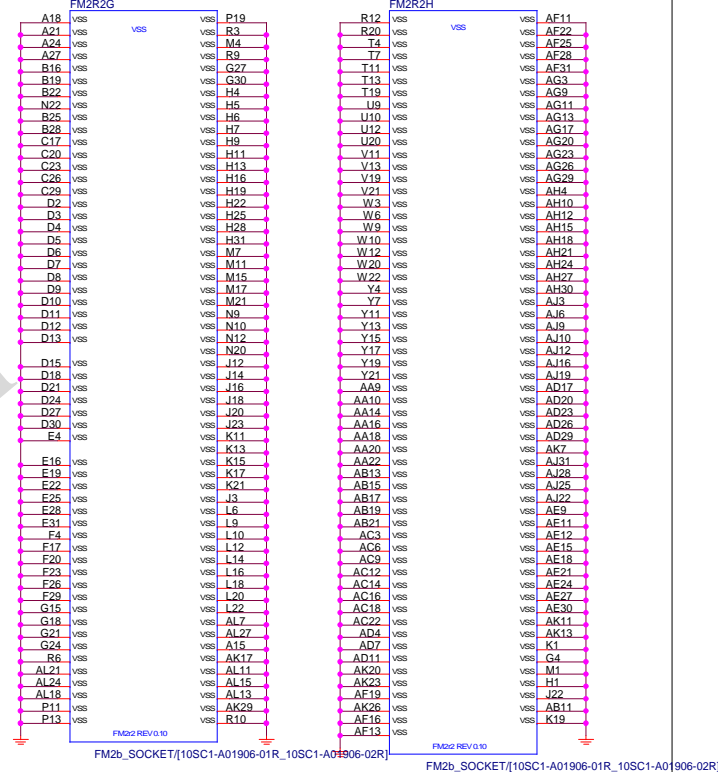 FM2R2G
VSS
A18 VSS VSS P19
A21 VSS VSS R3
A24 VSS VSS M4
A27 VSS VSS R9
B16 VSS VSS G27
B19 VSS VSS G30
B22 VSS VSS H4
N22 VSS VSS H5
B25 VSS VSS H6
B28 VSS VSS H7
C17 VSS VSS H9
C20 VSS VSS H11
C23 VSS VSS H13
C26 VSS VSS H16
C29 VSS VSS H19
D2 VSS VSS H22
D3 VSS VSS H25
D4 VSS VSS H28
D5 VSS VSS H31
D6 VSS VSS M7
D7 VSS VSS M11
D8 VSS VSS M15
D9 VSS VSS M17
D10 VSS VSS M21
D11 VSS VSS N9
D12 VSS VSS N10
D13 VSS VSS N12
VSS N20
D15 VSS VSS J12
D18 VSS VSS J14
D21 VSS VSS J16
D24 VSS VSS J18
D27 VSS VSS J20
D30 VSS VSS J23
E4 VSS VSS K11
VSS K13
E16 VSS VSS K15
E19 VSS VSS K17
E22 VSS VSS K21
E25 VSS VSS J3
E28 VSS VSS L6
E31 VSS VSS L9
F4 VSS VSS L10
F17 VSS VSS L12
F20 VSS VSS L14
F23 VSS VSS L16
F26 VSS VSS L18
F29 VSS VSS L20
G15 VSS VSS L22
G18 VSS VSS AL7
G21 VSS VSS AL27
G24 VSS VSS A15
R6 VSS VSS AK17
AL21 VSS VSS AL11
AL24 VSS VSS AL15
AL18 VSS VSS AL13
P11 VSS VSS AK29
P13 VSS VSS R10
FM2r2 REV 0.10
FM2b_SOCKET/[10SC1-A01906-01R_10SC1-A01906-02R]
FM2R2H
VSS
R12 VSS VSS AF11
R20 VSS VSS AF22
T4 VSS VSS AF25
T7 VSS VSS AF28
T11 VSS VSS AF31
T13 VSS VSS AG3
T19 VSS VSS AG9
U9 VSS VSS AG11
U10 VSS VSS AG13
U12 VSS VSS AG17
U20 VSS VSS AG20
V11 VSS VSS AG23
V13 VSS VSS AG26
V19 VSS VSS AG29
V21 VSS VSS AH4
W3 VSS VSS AH10
W6 VSS VSS AH12
W9 VSS VSS AH15
W10 VSS VSS AH18
W12 VSS VSS AH21
W20 VSS VSS AH24
W22 VSS VSS AH27
Y4 VSS VSS AH30
Y7 VSS VSS AJ3
Y11 VSS VSS AJ6
Y13 VSS VSS AJ9
Y15 VSS VSS AJ10
Y17 VSS VSS AJ12
Y19 VSS VSS AJ16
Y21 VSS VSS AJ19
AA9 VSS VSS AD17
AA10 VSS VSS AD20
AA14 VSS VSS AD23
AA16 VSS VSS AD26
AA18 VSS VSS AD29
AA20 VSS VSS AK7
AA22 VSS VSS AJ31
AB13 VSS VSS AJ28
AB15 VSS VSS AJ25
AB17 VSS VSS AJ22
AB19 VSS VSS AE9
AB21 VSS VSS AE11
AC3 VSS VSS AE12
AC6 VSS VSS AE15
AC9 VSS VSS AE18
AC12 VSS VSS AE21
AC14 VSS VSS AE24
AC16 VSS VSS AE27
AC18 VSS VSS AE30
AC22 VSS VSS AK11
AD4 VSS VSS AK13
AD7 VSS VSS K1
AD11 VSS VSS G4
AK20 VSS VSS M1
AK23 VSS VSS H1
AF19 VSS VSS J22
AK26 VSS VSS AB11
AF16 VSS VSS K19
AF13 VSS
FM2r2 REV 0.10
FM2b_SOCKET/[10SC1-A01906-01R_10SC1-A01906-02R]